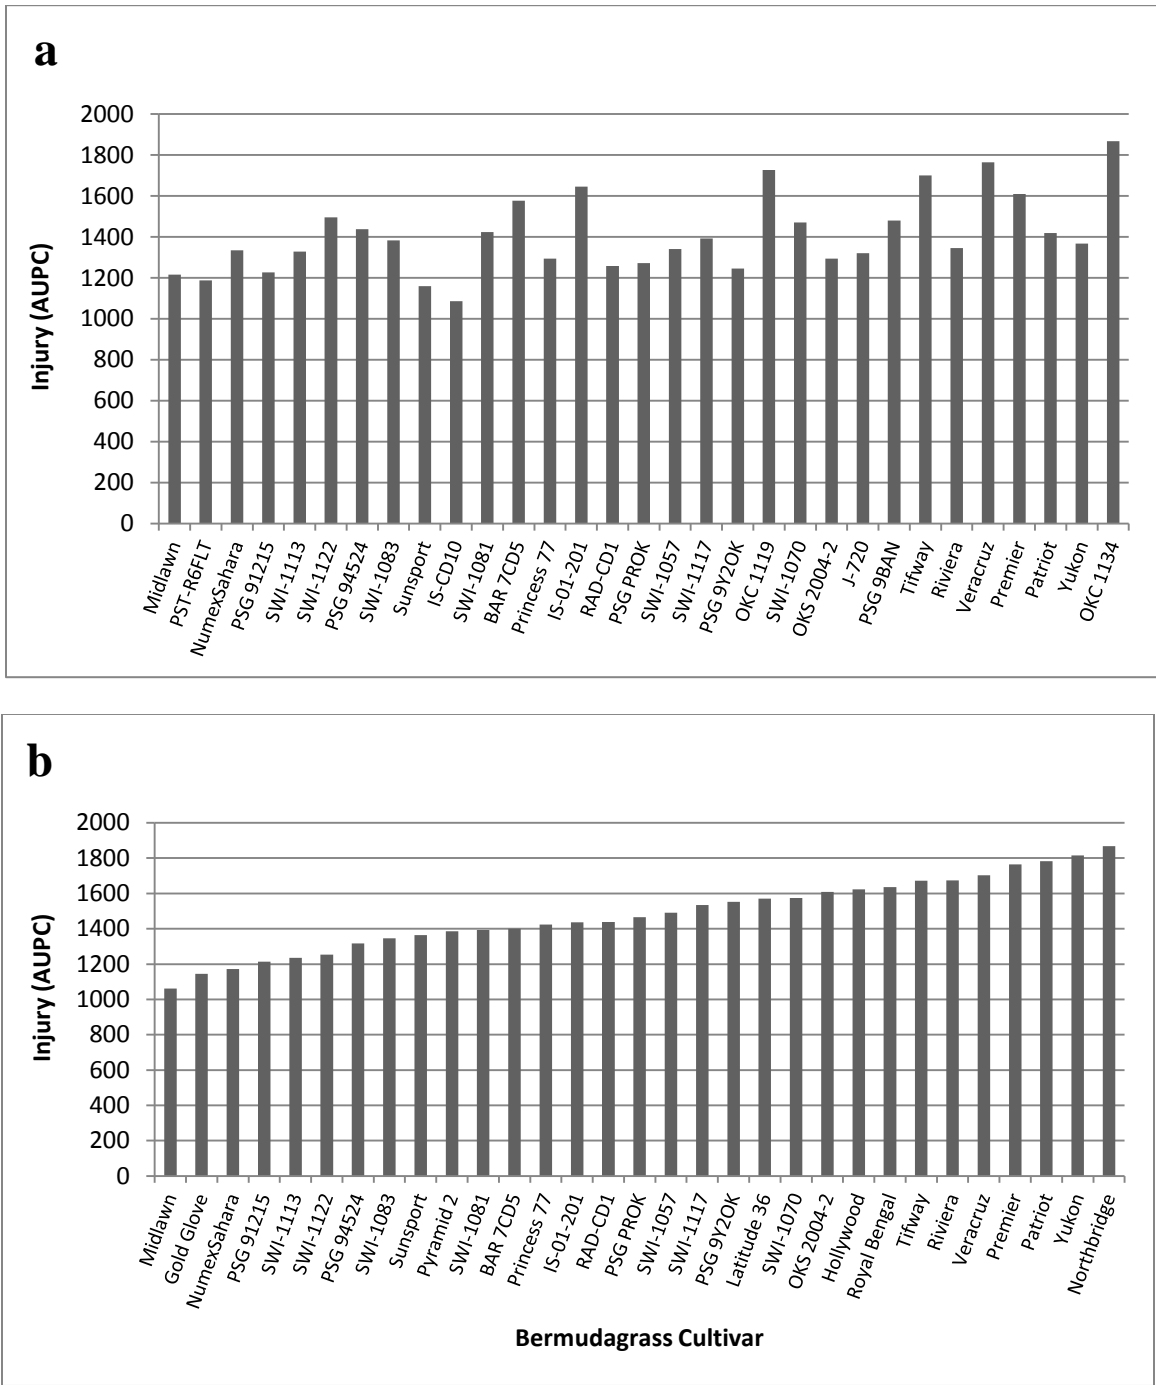 a
2000
1800
1600
1400
1200
1000
800
600
400
200
0
Injury (AUPC)
Midlawn
PST-R6FLT
NumexSahara
PSG 91215
SWI-1113
SWI-1122
PSG 94524
SWI-1083
Sunsport
IS-CD10
SWI-1081
BAR 7CD5
Princess 77
IS-01-201
RAD-CD1
PSG PROK
SWI-1057
SWI-1117
PSG 9Y2OK
OKC 1119
SWI-1070
OKS 2004-2
J-720
PSG 9BAN
Tifway
Riviera
Veracruz
Premier
Patriot
Yukon
OKC 1134
b
2000
1800
1600
1400
1200
1000
800
600
400
200
0
Injury (AUPC)
Midlawn
Gold Glove
NumexSahara
PSG 91215
SWI-1113
SWI-1122
PSG 94524
SWI-1083
Sunsport
Pyramid 2
SWI-1081
BAR 7CD5
Princess 77
IS-01-201
RAD-CD1
PSG PROK
SWI-1057
SWI-1117
PSG 9Y2OK
Latitude 36
SWI-1070
OKS 2004-2
Hollywood
Royal Bengal
Tifway
Riviera
Veracruz
Premier
Patriot
Yukon
Northbridge
Bermudagrass Cultivar